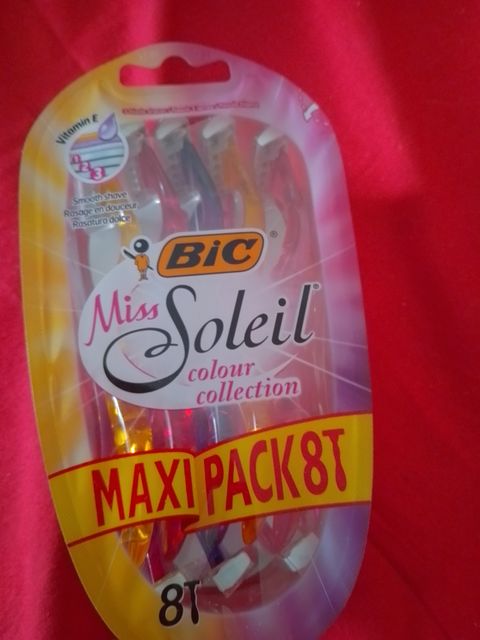 Vitamin E
1 2 3
Smooth shave
Rasage en douceur
Rasatura dolce
BiC®
Miss
Soleil®
colour
collection
MAXI PACK 8T
8T